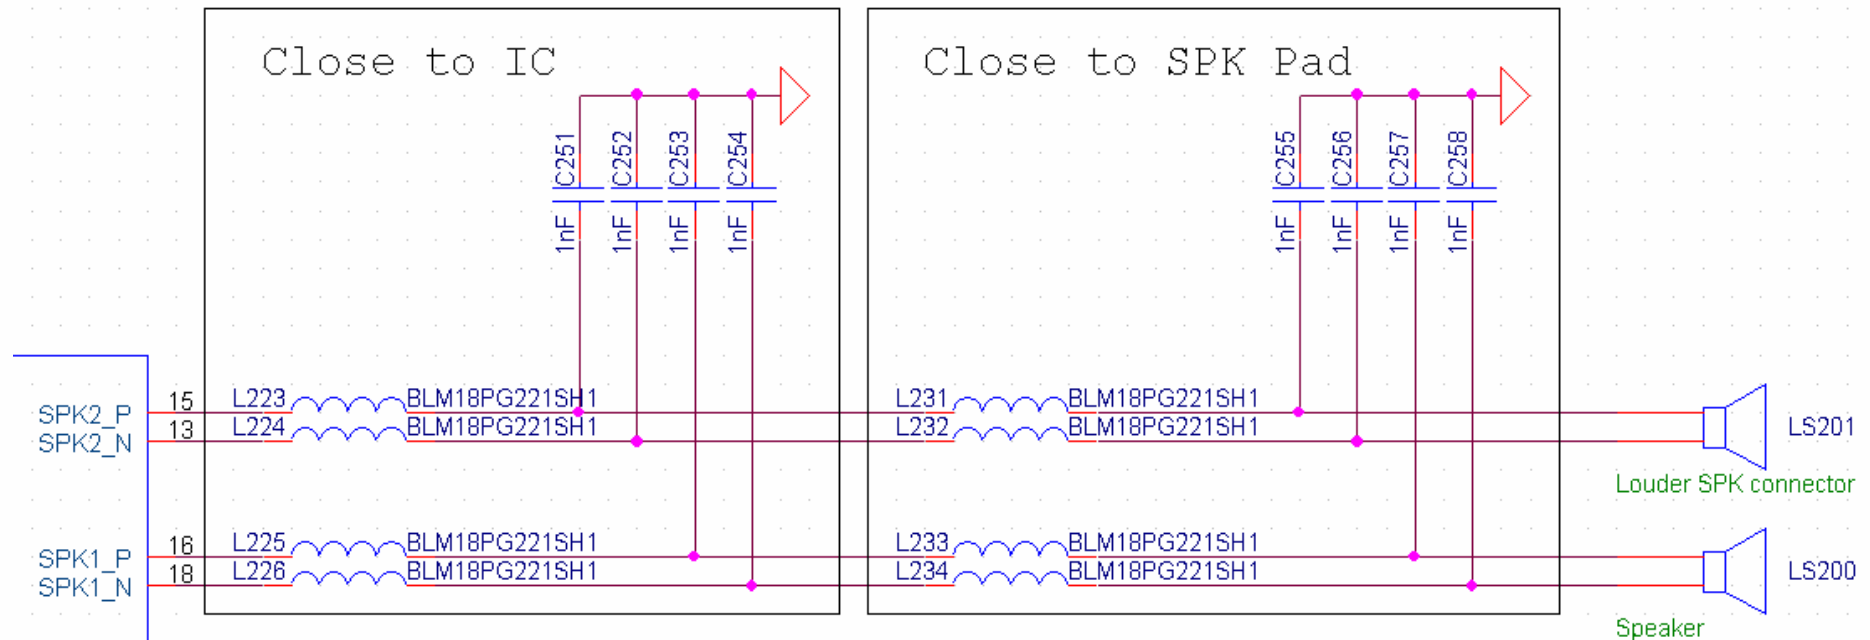 Close to IC
Close to SPK Pad
C251
C252
C253
C254
1nF
1nF
1nF
1nF
C255
C256
C257
C258
1nF
1nF
1nF
1nF
SPK2_P
15
L223
BLM18PG221SH1
L231
BLM18PG221SH1
SPK2_N
13
L224
BLM18PG221SH1
L232
BLM18PG221SH1
LS201
Louder SPK connector
SPK1_P
16
L225
BLM18PG221SH1
L233
BLM18PG221SH1
SPK1_N
18
L226
BLM18PG221SH1
L234
BLM18PG221SH1
LS200
Speaker